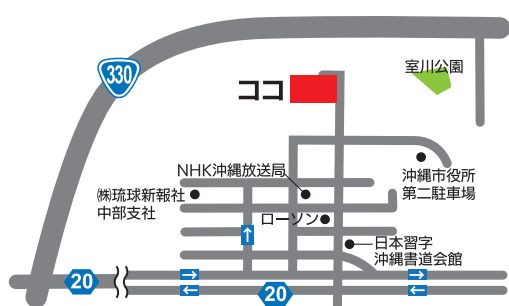 室川公園
330
ココ
沖縄市役所
第二駐車場
NHK沖縄放送局
㈱琉球新報社
中部支社
ローソン
日本習字
沖縄書道会館
20
20